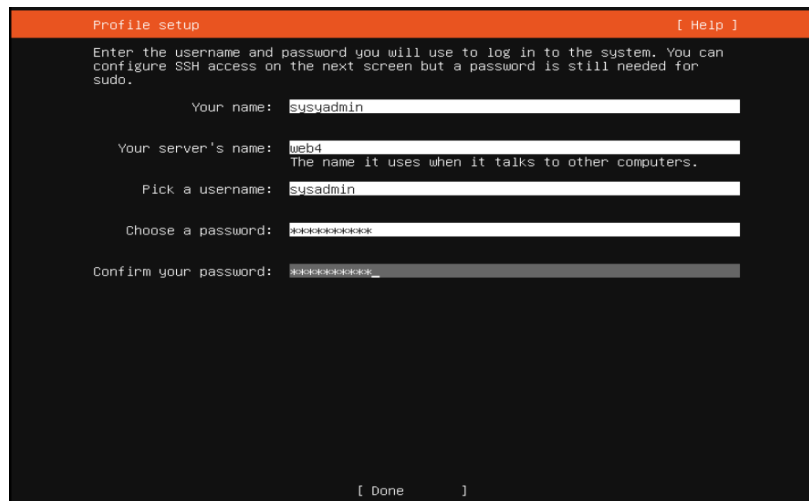 Profile setup [ Help ]
Enter the username and password you will use to log in to the system. You can
configure SSH access on the next screen but a password is still needed for
sudo.
Your name: sysyadmin
Your server's name: web4
The name it uses when it talks to other computers.
Pick a username: sysadmin
Choose a password: ***********
Confirm your password: ***********_
[ Done ]